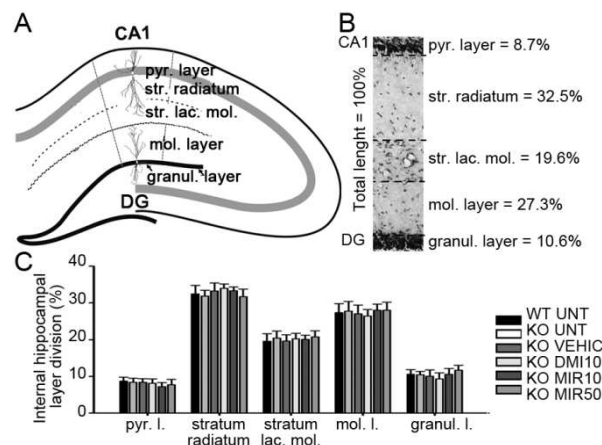 A
CA1
pyr. layer
str. radiatum
str. lac. mol.
mol. layer
granul. layer
DG
B
CA1
DG
Total lenght = 100%
pyr. layer = 8.7%
str. radiatum = 32.5%
str. lac. mol. = 19.6%
mol. layer = 27.3%
granul. layer = 10.6%
C
Internal hippocampal
layer division (%)
40
30
20
10
0
pyr. l.
stratum
radiatum
stratum
lac. mol.
mol. l.
granul. l.
WT UNT
KO UNT
KO VEHIC
KO DMI10
KO MIR10
KO MIR50